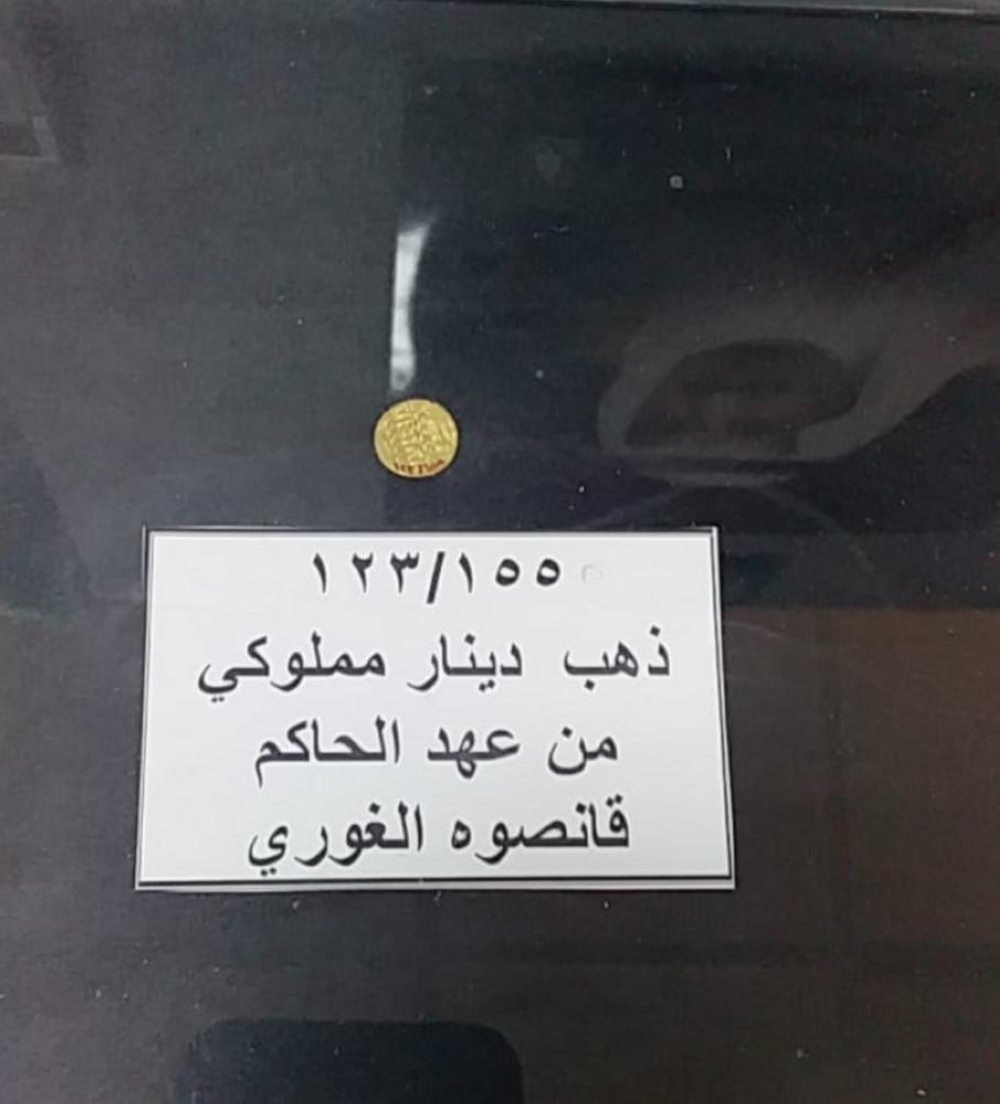 ١٢٣/١٥٥
ذهب دينار مملوكي
من عهد الحاكم
قانصوه الغوري